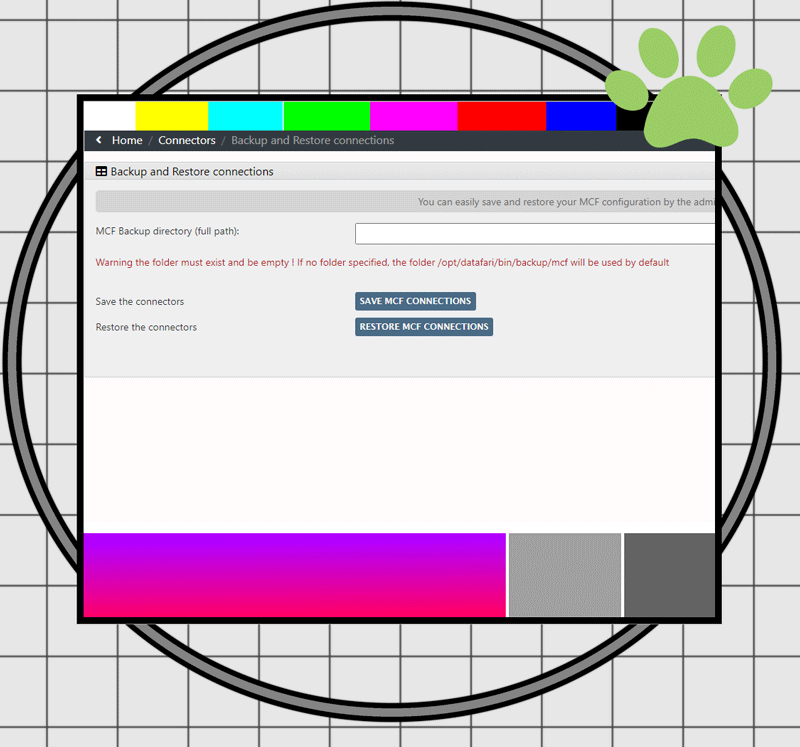 Home / Connectors / Backup and Restore connections
Backup and Restore connections
You can easily save and restore your MCF configuration by the
MCF Backup directory (full path):
Warning the folder must exist and be empty ! If no folder specified, the folder /opt/datafari/bin/backup/mcf will be used by default
Save the connectors SAVE MCF CONNECTIONS
Restore the connectors RESTORE MCF CONNECTIONS